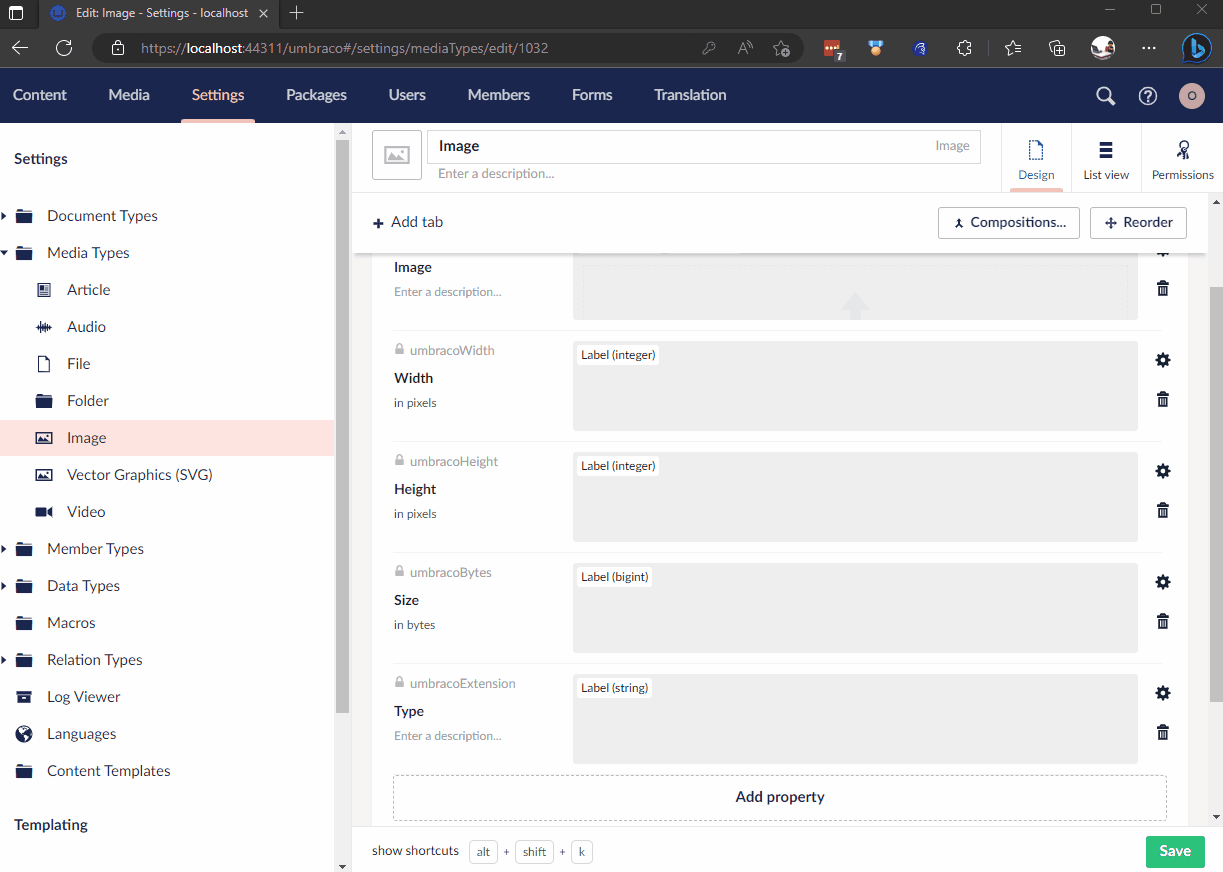 Edit: Image - Settings - localhost
https://localhost:44311/umbraco#/settings/mediaTypes/edit/1032
7
Content Media Settings Packages Users Members Forms Translation
O
Settings
Document Types
Media Types
Article
Audio
File
Folder
Image
Vector Graphics (SVG)
Video
Member Types
Data Types
Macros
Relation Types
Log Viewer
Languages
Content Templates
Templating
Image Image
Enter a description...
Design List view Permissions
Add tab Compositions... Reorder
Image
Enter a description...
umbracoWidth
Width
in pixels
Label (integer)
umbracoHeight
Height
in pixels
Label (integer)
umbracoBytes
Size
in bytes
Label (bigint)
umbracoExtension
Type
Enter a description...
Label (string)
Add property
show shortcuts alt + shift + k
Save